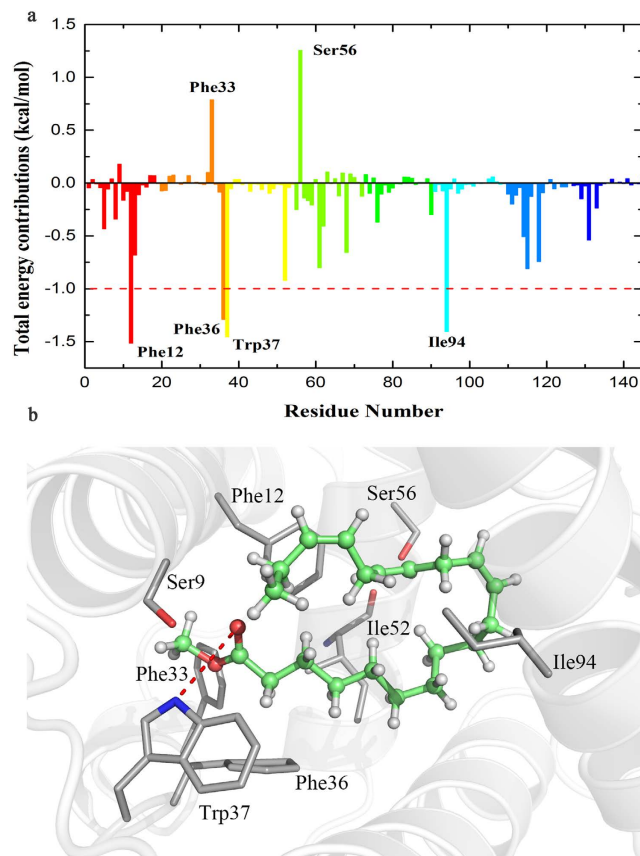 a
1.5
1.0
0.5
0.0
-0.5
-1.0
-1.5
Total energy contributions (kcal/mol)
Ser56
Phe33
Phe36
Trp37
Phe12
Ile94
0 20 40 60 80 100 120 140
Residue Number
b
Phe12
Ser56
Ser9
Ile52
Phe33
Ile94
Phe36
Trp37